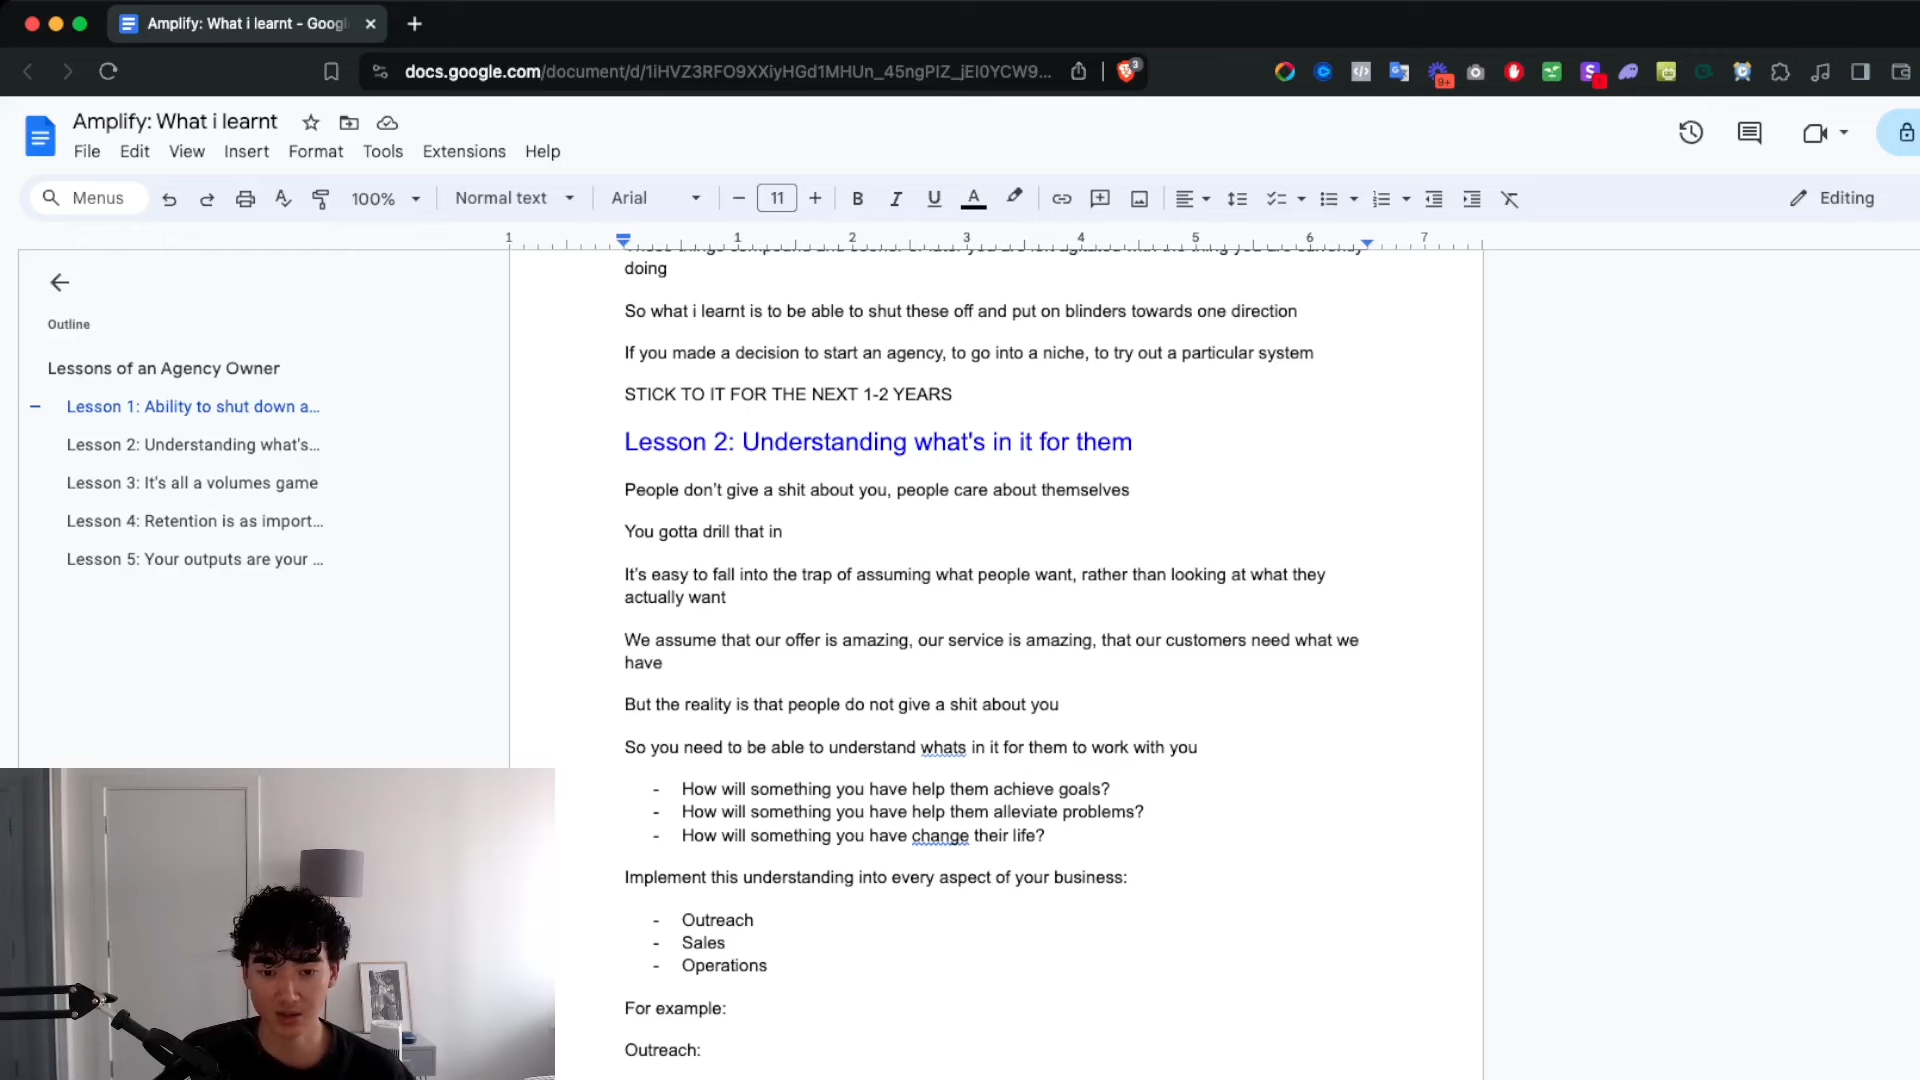 Amplify: What i learnt - Goog
docs.google.com/document/d/1iHVZ3RFO9XXiyHGd1MHUn_45ngPIZ_jEI0YCW9...
3
9+
Amplify: What i learnt
File Edit View Insert Format Tools Extensions Help
Menus 100% Normal text Arial 11 Editing
1 1 2 3 4 5 6 7
Outline
Lessons of an Agency Owner
Lesson 1: Ability to shut down a...
Lesson 2: Understanding what's...
Lesson 3: It's all a volumes game
Lesson 4: Retention is as import...
Lesson 5: Your outputs are your ...
doing
So what i learnt is to be able to shut these off and put on blinders towards one direction
If you made a decision to start an agency, to go into a niche, to try out a particular system
STICK TO IT FOR THE NEXT 1-2 YEARS
Lesson 2: Understanding what's in it for them
People don’t give a shit about you, people care about themselves
You gotta drill that in
It’s easy to fall into the trap of assuming what people want, rather than looking at what they
actually want
We assume that our offer is amazing, our service is amazing, that our customers need what we
have
But the reality is that people do not give a shit about you
So you need to be able to understand whats in it for them to work with you
- How will something you have help them achieve goals?
- How will something you have help them alleviate problems?
- How will something you have change their life?
Implement this understanding into every aspect of your business:
- Outreach
- Sales
- Operations
For example:
Outreach: